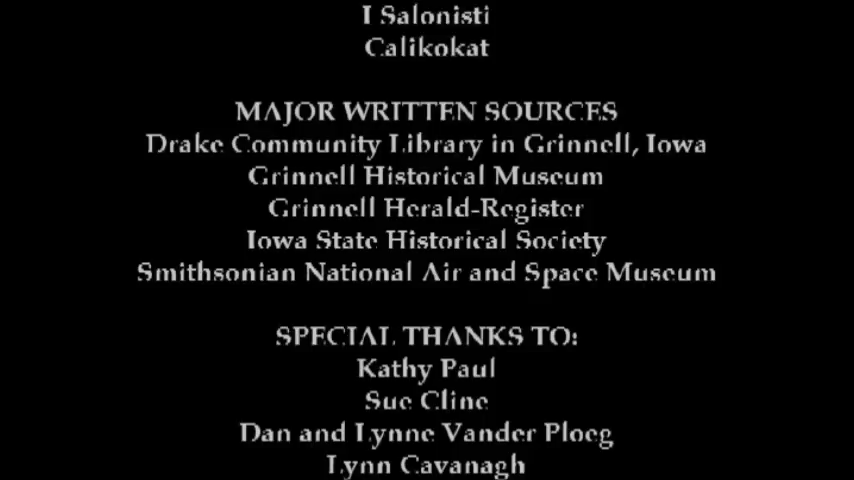 I Salonisti
Calikokat
MAJOR WRITTEN SOURCES
Drake Community Library in Grinnell, Iowa
Grinnell Historical Museum
Grinnell Herald-Register
Iowa State Historical Society
Smithsonian National Air and Space Museum
SPECIAL THANKS TO:
Kathy Paul
Sue Cline
Dan and Lynne Vander Ploeg
Lynn Cavanagh